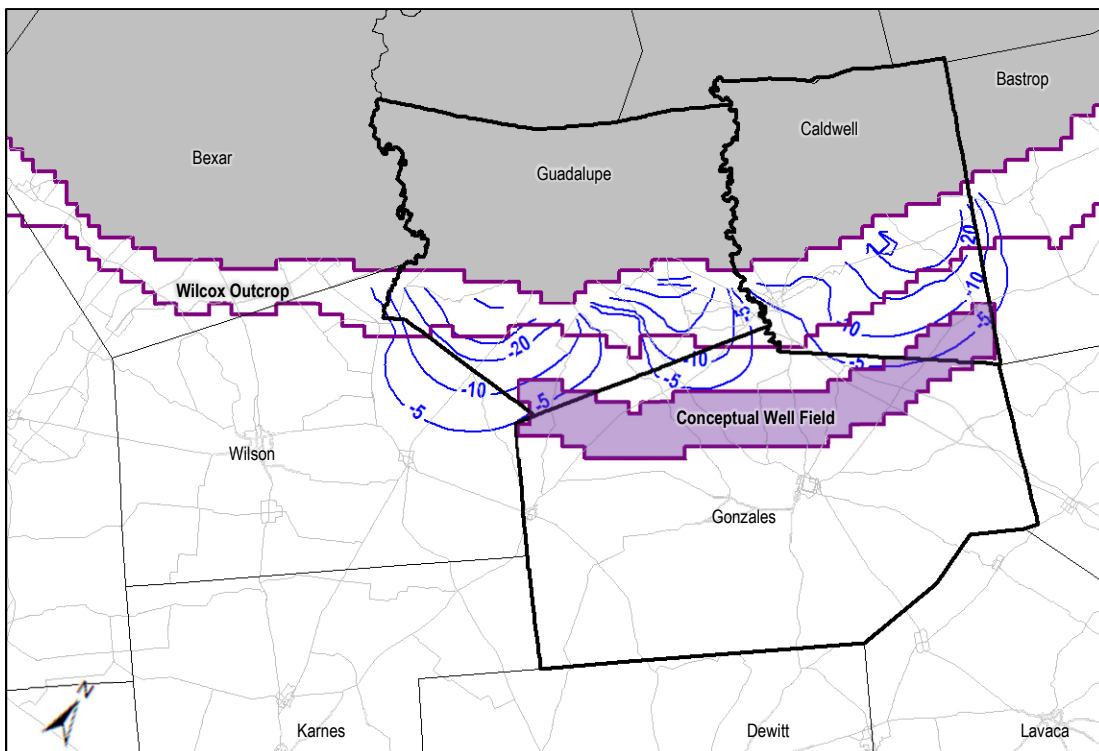 Bastrop
Caldwell
Bexar
Guadalupe
-20
Wilcox Outcrop
-10
-5
-5
-10
-20
-10
-5
-10
-5
-5
-5
Conceptual Well Field
Wilson
Gonzales
N
Karnes
Dewitt
Lavaca